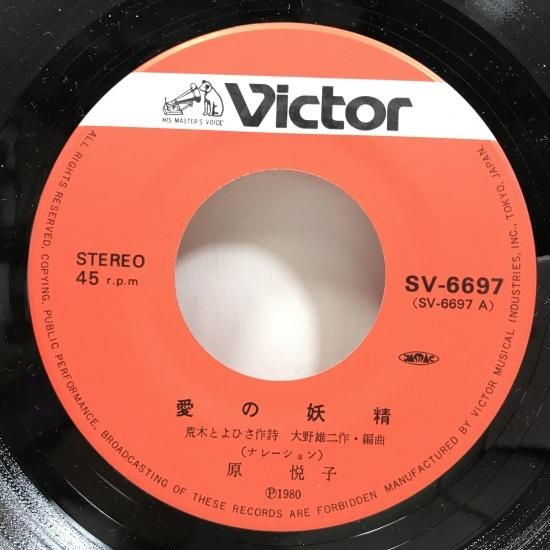 HIS MASTER'S VOICE
Victor
STEREO
45 r.p.m
SV-6697
(SV-6697 A)
JASRAC
愛の妖精
荒木とよひさ作詩 大野雄二作・編曲
(ナレーション)
原悦子
Ⓟ1980
ALL RIGHTS RESERVED, COPYING, PUBLIC PERFORMANCE, BROADCASTING OF THESE RECORDS ARE FORBIDDEN MANUFACTURED BY VICTOR MUSICAL INDUSTRIES, INC., TOKYO, JAPAN.